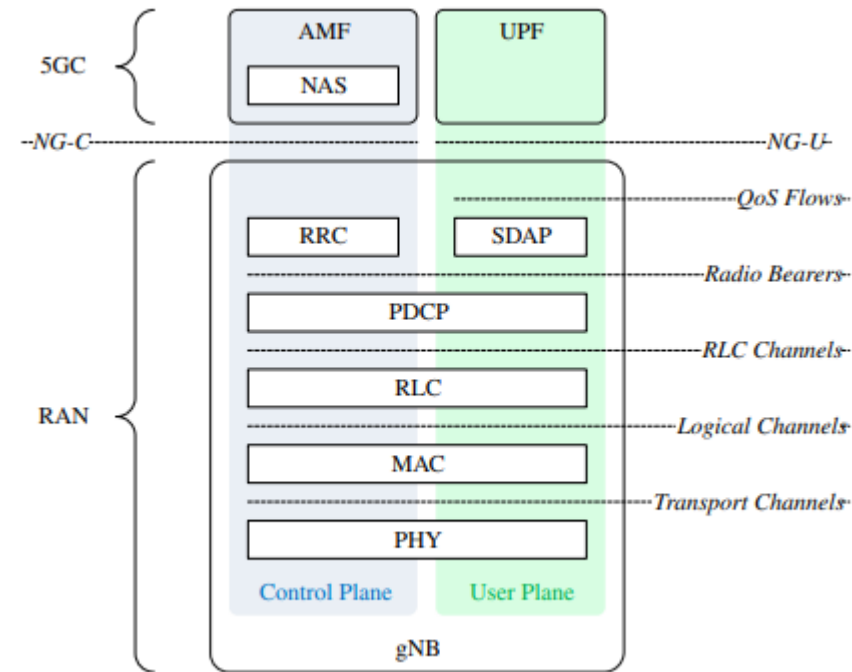 AMF
UPF
5GC
NAS
NG-C
NG-U
QoS Flows
RRC
SDAP
Radio Bearers
PDCP
RLC Channels
RLC
RAN
Logical Channels
MAC
Transport Channels
PHY
Control Plane
User Plane
gNB